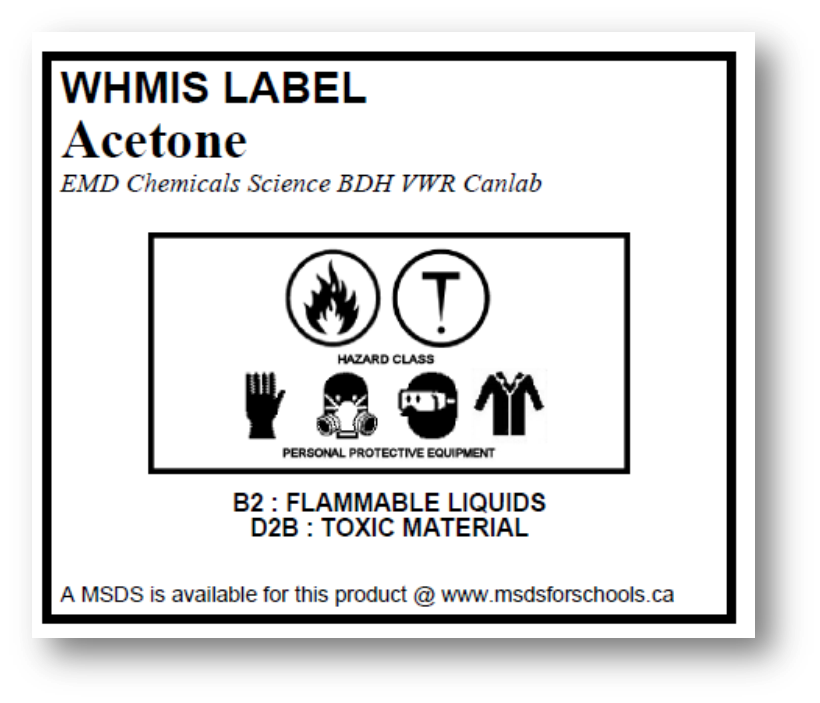 WHMIS LABEL
Acetone
EMD Chemicals Science BDH VWR Canlab
HAZARD CLASS
PERSONAL PROTECTIVE EQUIPMENT
B2 : FLAMMABLE LIQUIDS
D2B : TOXIC MATERIAL
A MSDS is available for this product @ www.msdsforschools.ca